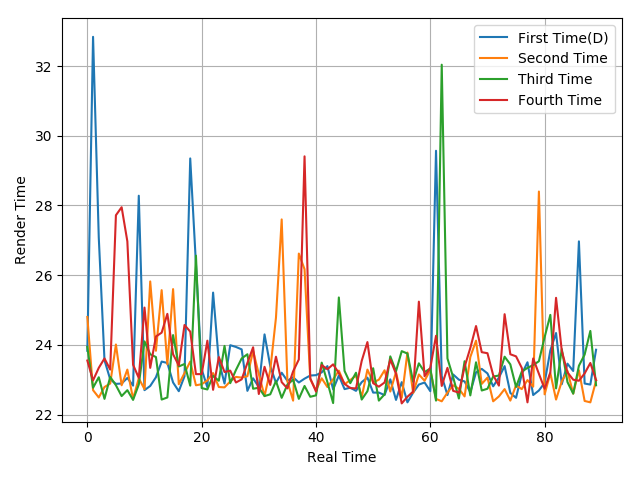 First Time(D)
Second Time
Third Time
Fourth Time
Render Time
32
30
28
26
24
22
0 20 40 60 80
Real Time